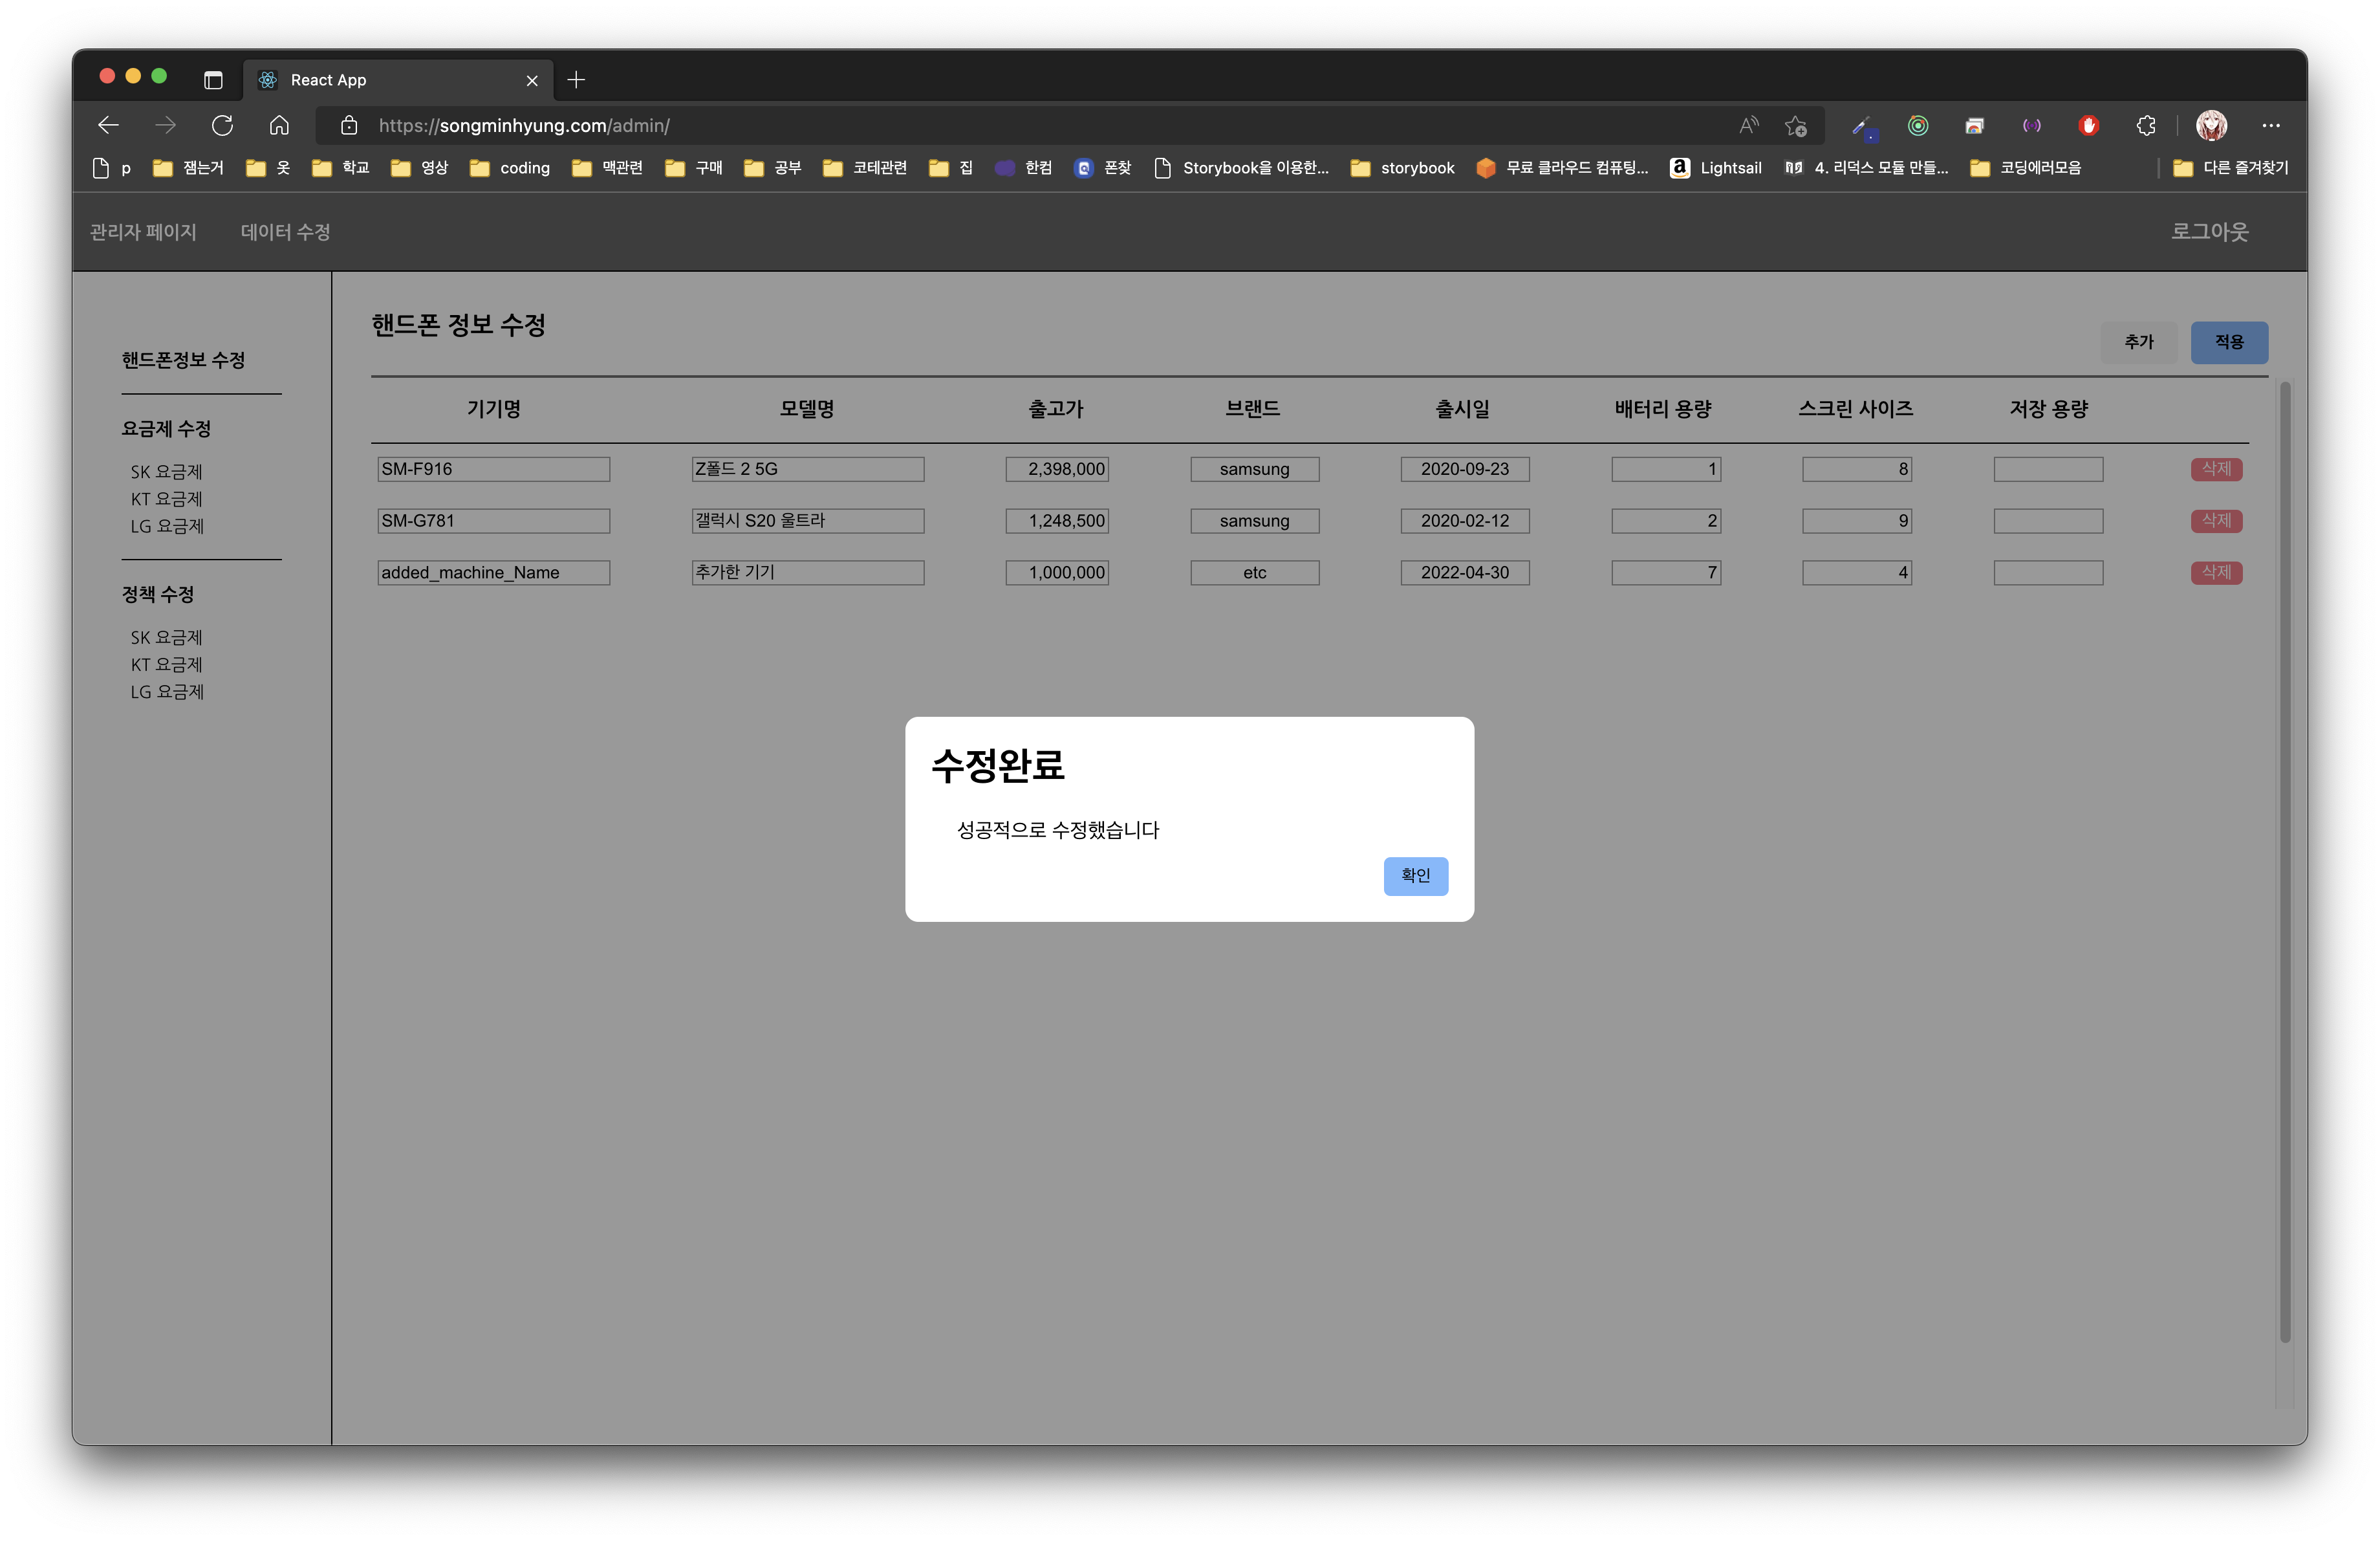 React App
https://songminhyung.com/admin/
p 잼는거 옷 학교 영상 coding 맥관련 구매 공부 코테관련 집 한컴 폰찾 Storybook을 이용한... storybook 무료 클라우드 컴퓨팅... Lightsail 4. 리덕스 모듈 만들... 코딩에러모음 다른 즐겨찾기
관리자 페이지 데이터 수정 로그아웃
핸드폰정보 수정
요금제 수정
SK 요금제
KT 요금제
LG 요금제
정책 수정
SK 요금제
KT 요금제
LG 요금제
핸드폰 정보 수정
추가 적용
기기명 모델명 출고가 브랜드 출시일 배터리 용량 스크린 사이즈 저장 용량
SM-F916 Z폴드 2 5G 2,398,000 samsung 2020-09-23 1 8 삭제
SM-G781 갤럭시 S20 울트라 1,248,500 samsung 2020-02-12 2 9 삭제
added_machine_Name 추가한 기기 1,000,000 etc 2022-04-30 7 4 삭제
수정완료
성공적으로 수정했습니다
확인